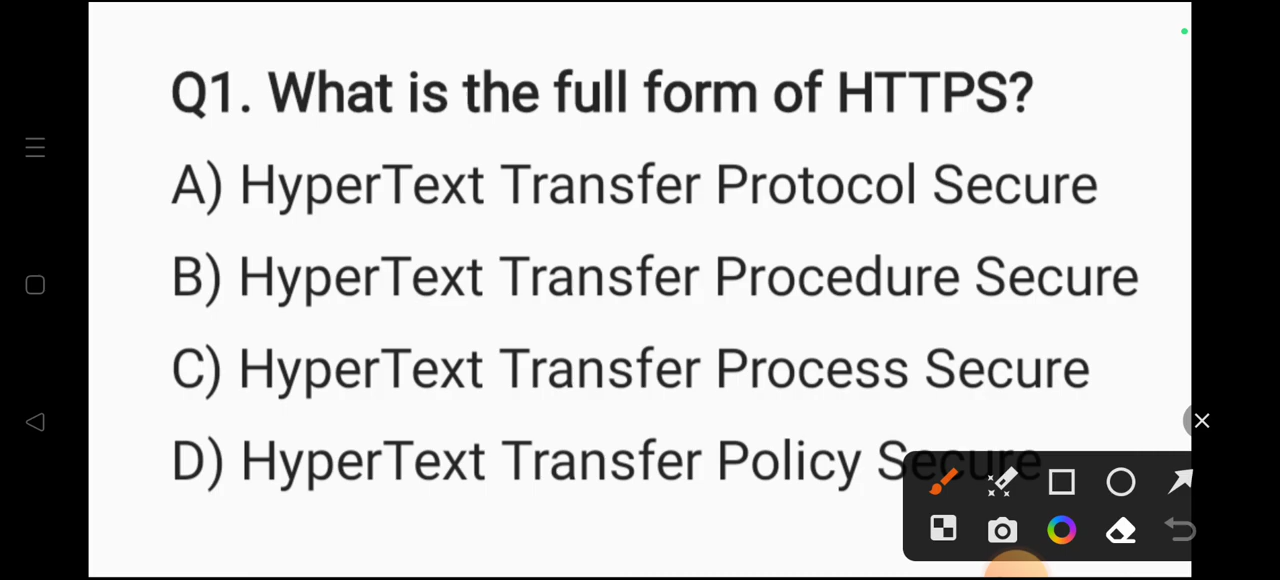 Q1. What is the full form of HTTPS?
A) HyperText Transfer Protocol Secure
B) HyperText Transfer Procedure Secure
C) HyperText Transfer Process Secure
D) HyperText Transfer Policy Secure